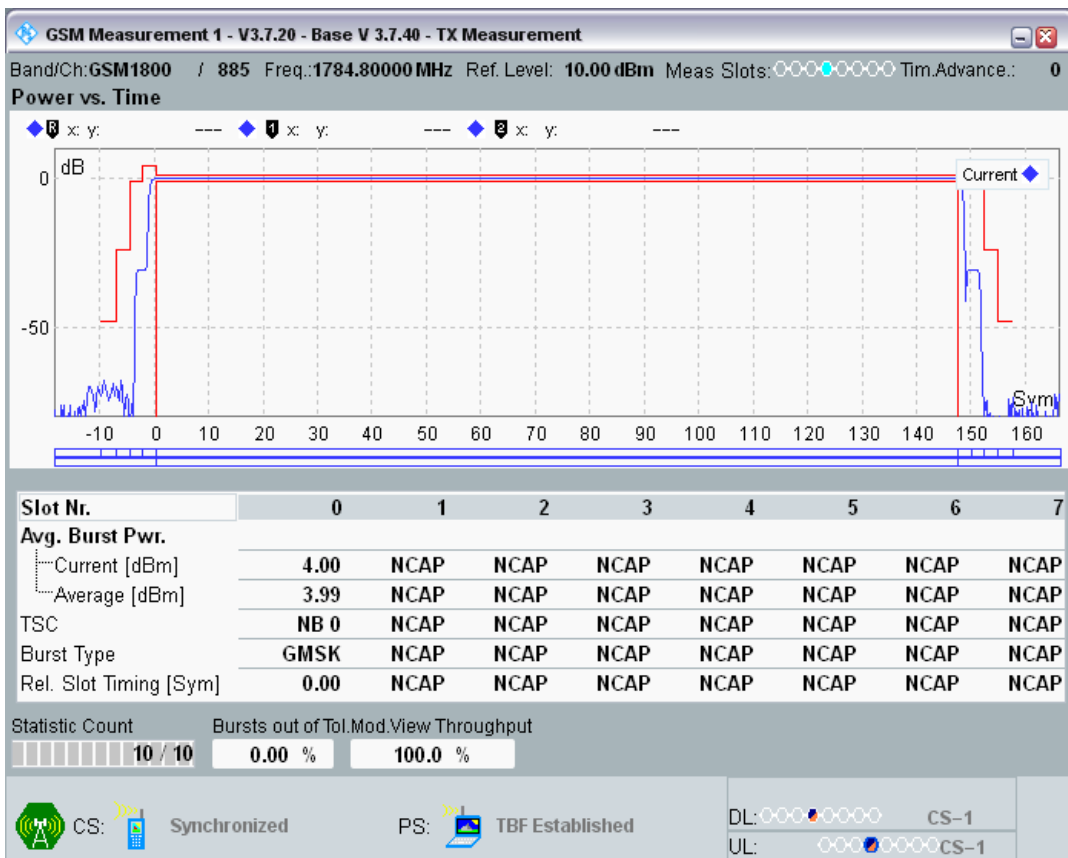 GSM Measurement 1 - V3.7.20 - Base V 3.7.40 - TX Measurement
Band/Ch:GSM1800 / 885 Freq.:1784.80000 MHz Ref. Level: 10.00 dBm Meas Slots: Tim.Advance.: 0
Power vs. Time
R x: y: --- 1 x: y: --- 2 x: y: ---
dB
Current
0
-50
Sym
-10 0 10 20 30 40 50 60 70 80 90 100 110 120 130 140 150 160
Slot Nr. 0 1 2 3 4 5 6 7
Avg. Burst Pwr.
Current [dBm] 4.00 NCAP NCAP NCAP NCAP NCAP NCAP NCAP
Average [dBm] 3.99 NCAP NCAP NCAP NCAP NCAP NCAP NCAP
TSC NB 0 NCAP NCAP NCAP NCAP NCAP NCAP NCAP
Burst Type GMSK NCAP NCAP NCAP NCAP NCAP NCAP NCAP
Rel. Slot Timing [Sym] 0.00 NCAP NCAP NCAP NCAP NCAP NCAP NCAP
Statistic Count Bursts out of Tol.Mod.View Throughput
10 / 10 0.00 % 100.0 %
CS: Synchronized PS: TBF Established DL: CS-1
UL: CS-1